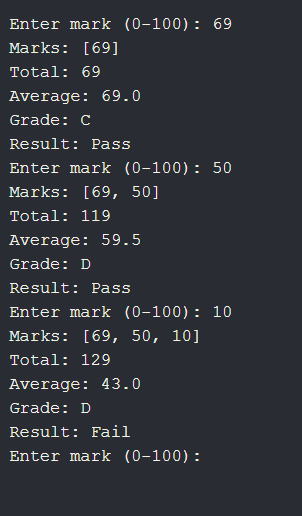 Enter mark (0-100): 69
Marks: [69]
Total: 69
Average: 69.0
Grade: C
Result: Pass
Enter mark (0-100): 50
Marks: [69, 50]
Total: 119
Average: 59.5
Grade: D
Result: Pass
Enter mark (0-100): 10
Marks: [69, 50, 10]
Total: 129
Average: 43.0
Grade: D
Result: Fail
Enter mark (0-100):